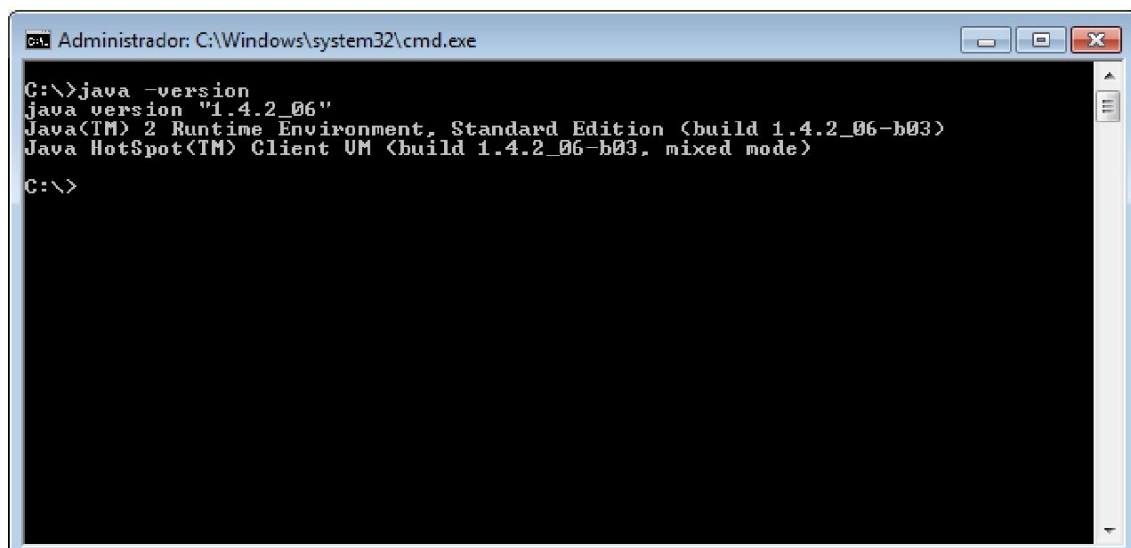 Administrador: C:\Windows\system32\cmd.exe
C:\>java -version
java version "1.4.2_06"
Java(TM) 2 Runtime Environment, Standard Edition (build 1.4.2_06-b03)
Java HotSpot(TM) Client VM (build 1.4.2_06-b03, mixed mode)
C:\>